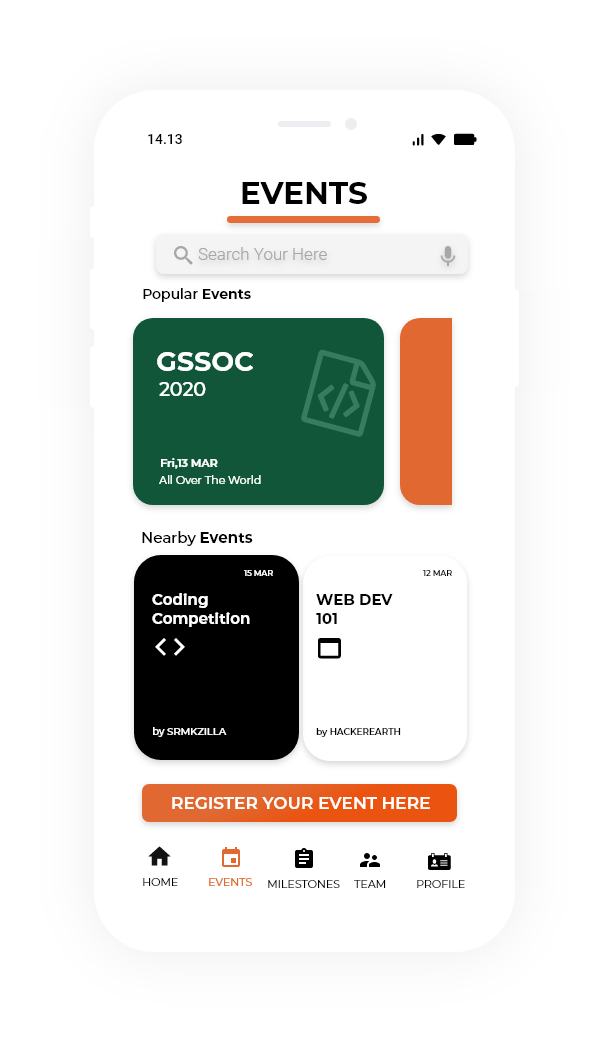 14.13
EVENTS
Search Your Here
Popular Events
GSSOC
2020
Fri,13 MAR
All Over The World
Nearby Events
15 MAR
Coding
Competition
by SRMKZILLA
12 MAR
WEB DEV
101
by HACKEREARTH
REGISTER YOUR EVENT HERE
HOME EVENTS MILESTONES TEAM PROFILE